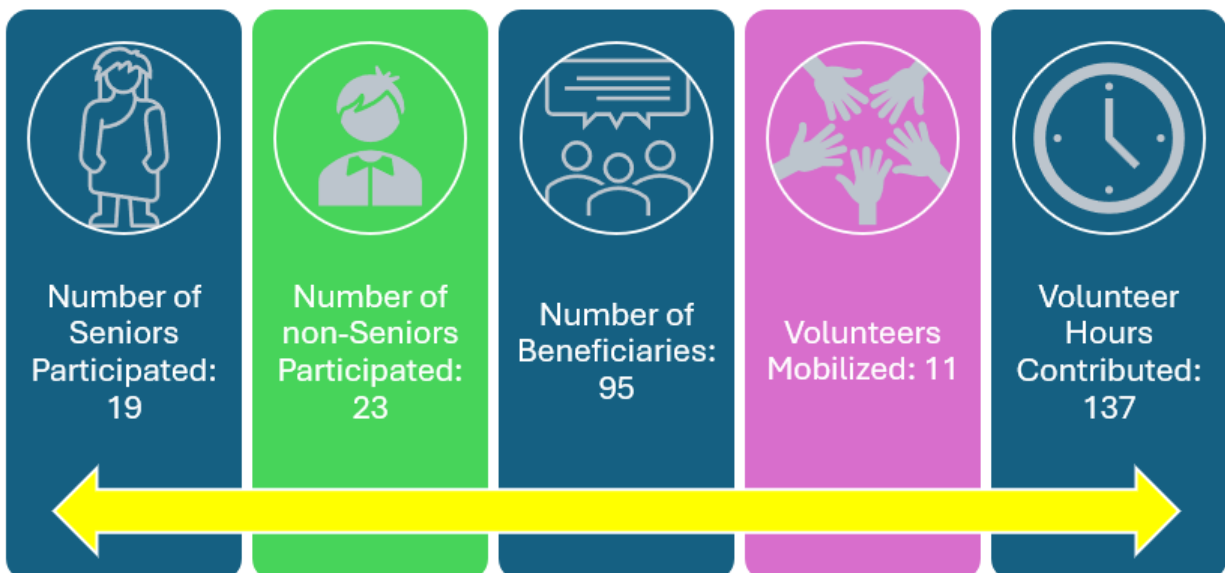 Number of
Seniors
Participated:
19
Number of
non-Seniors
Participated:
23
Number of
Beneficiaries:
95
Volunteers
Mobilized: 11
Volunteer
Hours
Contributed:
137